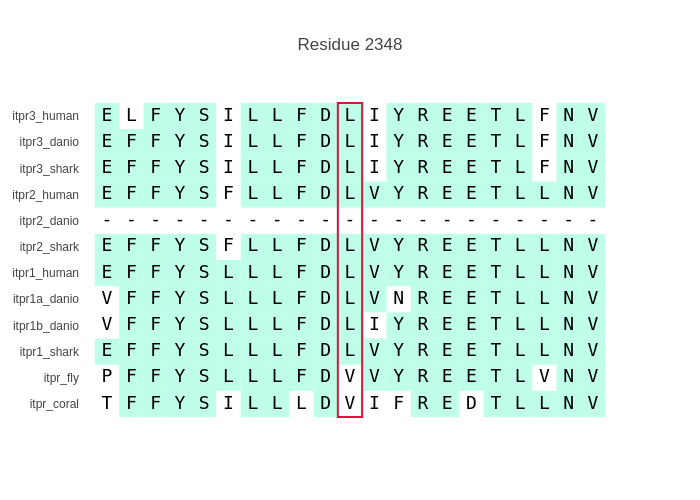 Residue 2348
itpr3_human E L F Y S I L L F D L I Y R E E T L F N V
itpr3_danio E F F Y S I L L F D L I Y R E E T L F N V
itpr3_shark E F F Y S I L L F D L I Y R E E T L F N V
itpr2_human E F F Y S F L L F D L V Y R E E T L L N V
itpr2_danio - - - - - - - - - - - - - - - - - - - - -
itpr2_shark E F F Y S F L L F D L V Y R E E T L L N V
itpr1_human E F F Y S L L L F D L V Y R E E T L L N V
itpr1a_danio V F F Y S L L L F D L V N R E E T L L N V
itpr1b_danio V F F Y S L L L F D L I Y R E E T L L N V
itpr1_shark E F F Y S L L L F D L V Y R E E T L L N V
itpr_fly P F F Y S L L L F D V V Y R E E T L V N V
itpr_coral T F F Y S I L L L D V I F R E D T L L N V